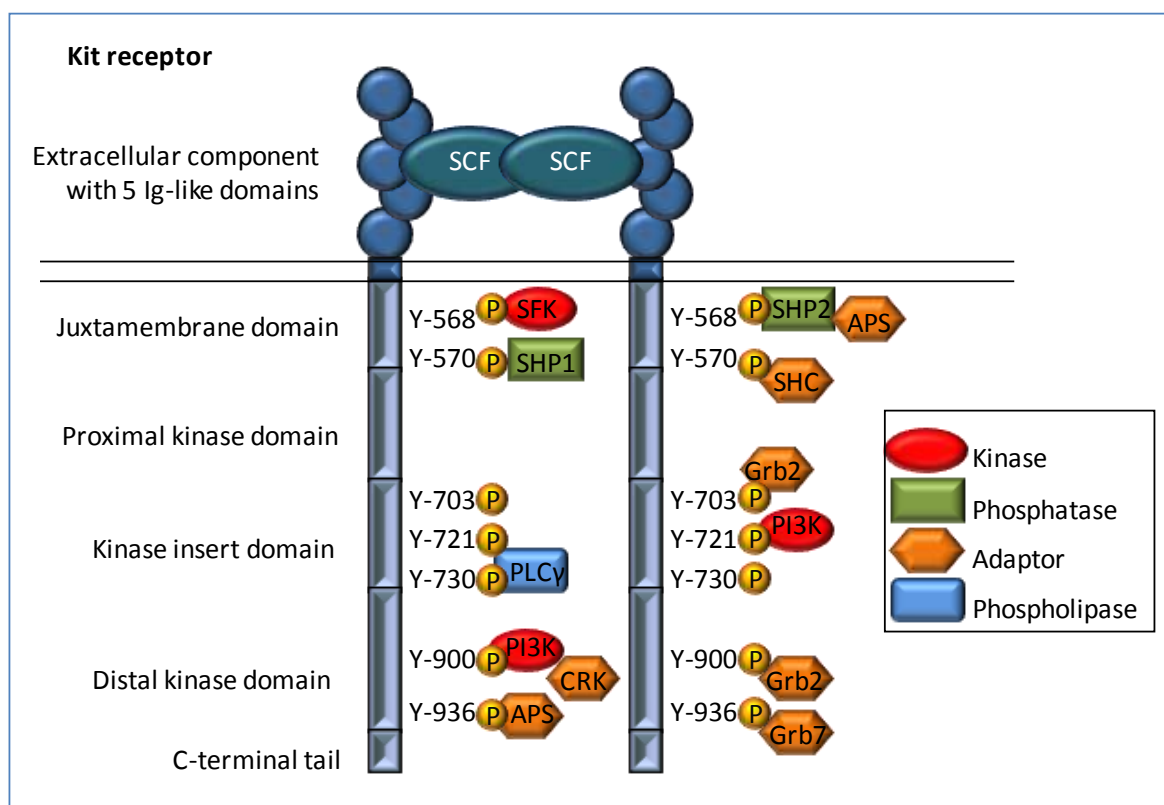 Kit receptor
Extracellular component
with 5 Ig-like domains
SCF
SCF
Juxtamembrane domain
Y-568
P
SFK
Y-570
P
SHP1
Y-568
P
SHP2
APS
Y-570
P
SHC
Proximal kinase domain
Kinase insert domain
Y-703
P
Y-721
P
Y-730
P
PLCγ
Grb2
Y-703
P
Y-721
P
PI3K
Y-730
P
Distal kinase domain
Y-900
P
PI3K
CRK
Y-936
P
APS
Y-900
P
Grb2
Y-936
P
Grb7
C-terminal tail
Kinase
Phosphatase
Adaptor
Phospholipase